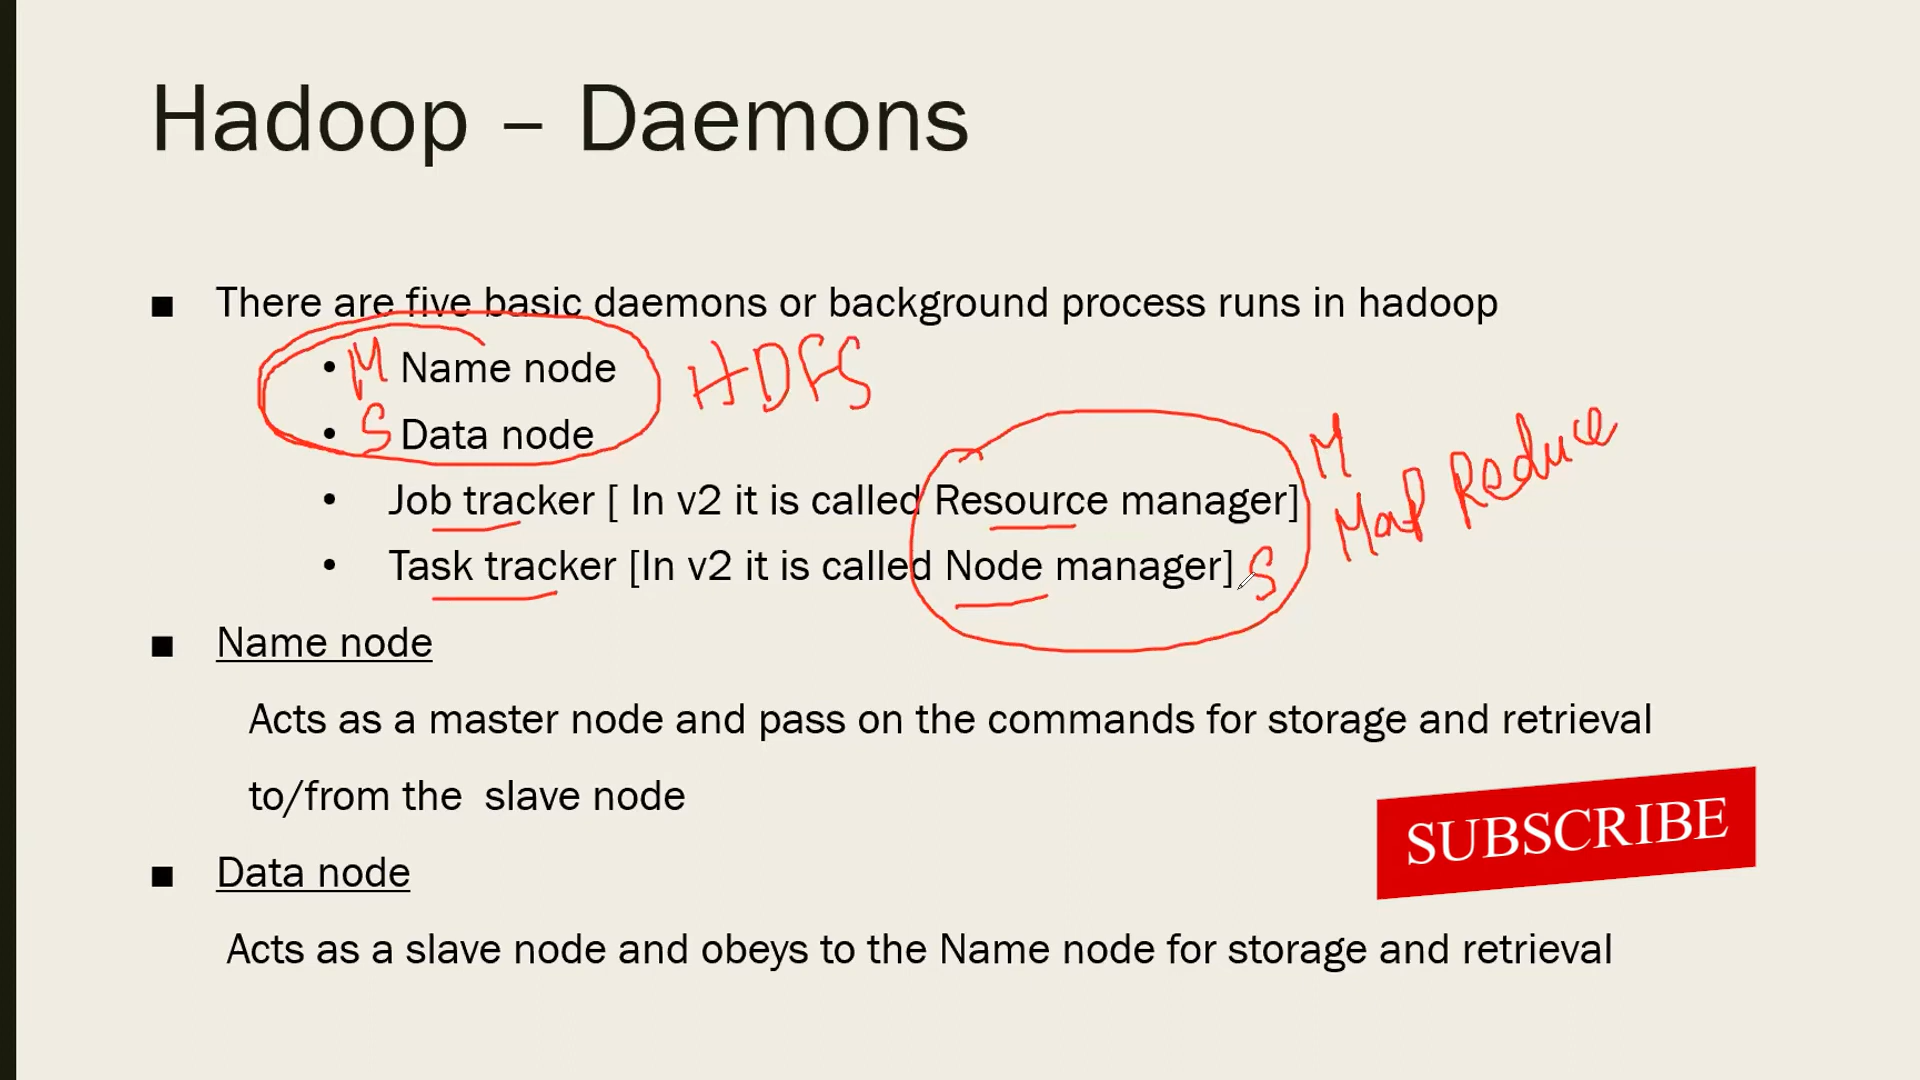 Hadoop – Daemons
■ There are five basic daemons or background process runs in hadoop
• M Name node
HDFS
• S Data node
M
• Job tracker [ In v2 it is called Resource manager]
Map Reduce
• Task tracker [In v2 it is called Node manager] S
■ Name node
Acts as a master node and pass on the commands for storage and retrieval
to/from the slave node
SUBSCRIBE
■ Data node
Acts as a slave node and obeys to the Name node for storage and retrieval